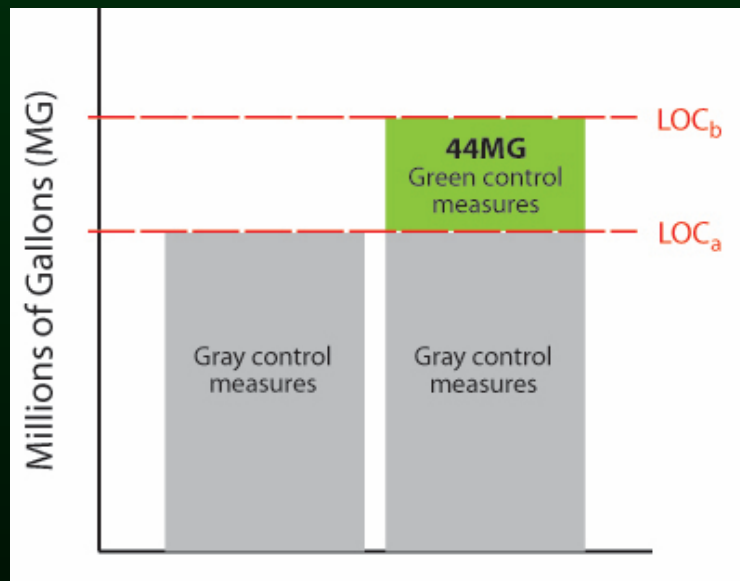 Millions of Gallons (MG)
LOCb
44MG
Green control
measures
LOCa
Gray control
measures
Gray control
measures